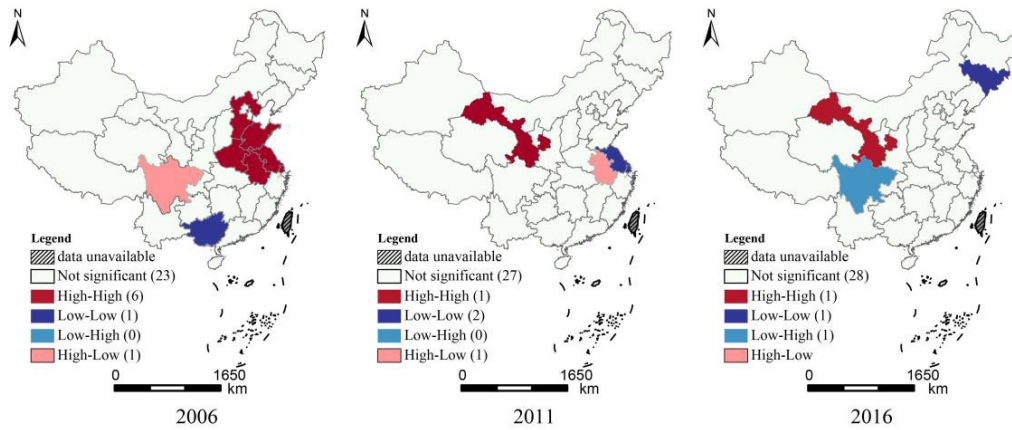 N
Legend
data unavailable
Not significant (23)
High-High (6)
Low-Low (1)
Low-High (0)
High-Low (1)
0 1650
km
2006
N
Legend
data unavailable
Not significant (27)
High-High (1)
Low-Low (2)
Low-High (0)
High-Low (1)
0 1650
km
2011
N
Legend
data unavailable
Not significant (28)
High-High (1)
Low-Low (1)
Low-High (1)
High-Low
0 1650
km
2016